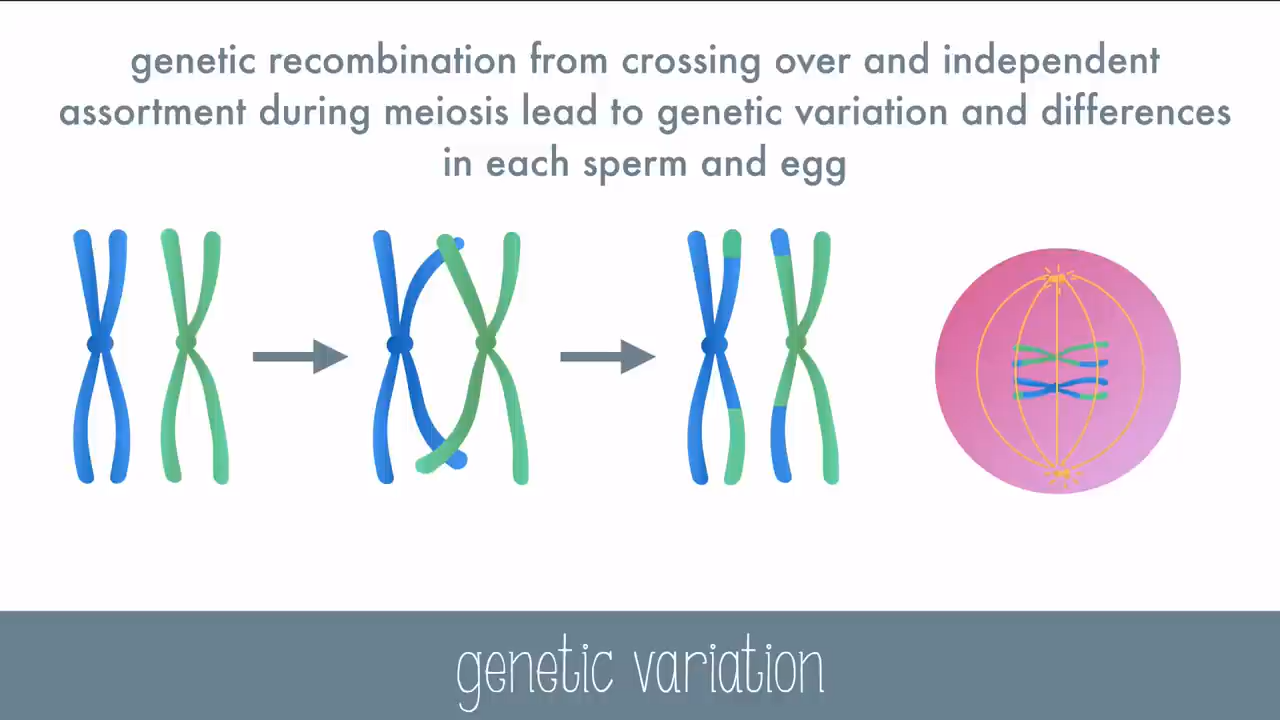 genetic recombination from crossing over and independent
assortment during meiosis lead to genetic variation and differences
in each sperm and egg
genetic variation